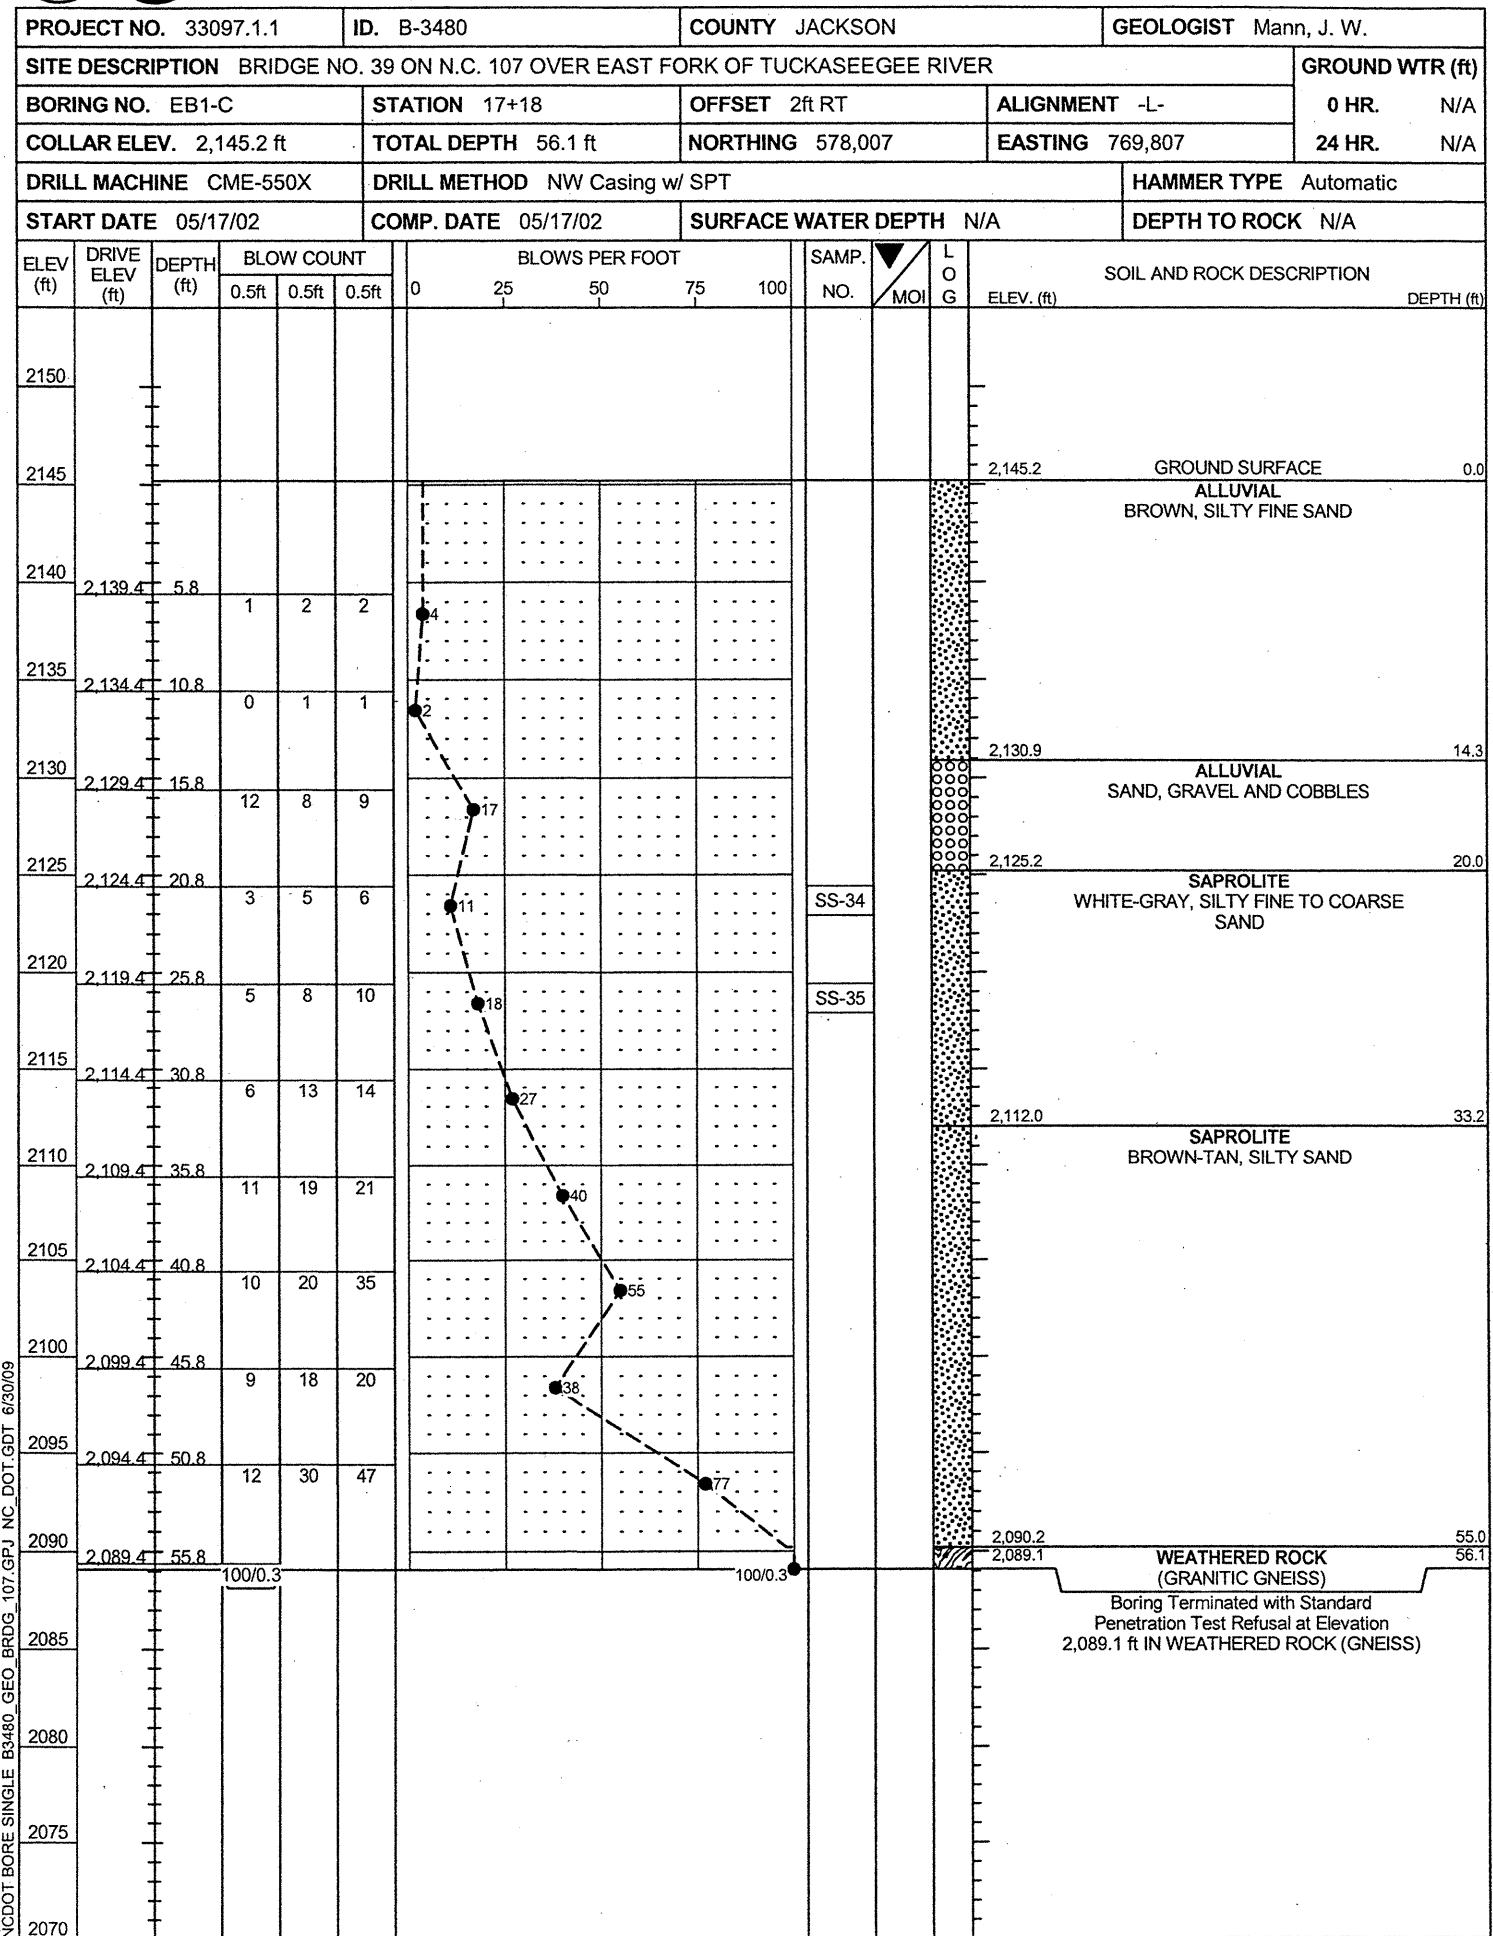 PROJECT NO. 33097.1.1 ID. B-3480 COUNTY JACKSON GEOLOGIST Mann, J. W.
SITE DESCRIPTION BRIDGE NO. 39 ON N.C. 107 OVER EAST FORK OF TUCKASEEGEE RIVER GROUND WTR (ft)
BORING NO. EB1-C STATION 17+18 OFFSET 2ft RT ALIGNMENT -L- 0 HR. N/A
COLLAR ELEV. 2,145.2 ft TOTAL DEPTH 56.1 ft NORTHING 578,007 EASTING 769,807 24 HR. N/A
DRILL MACHINE CME-550X DRILL METHOD NW Casing w/ SPT HAMMER TYPE Automatic
START DATE 05/17/02 COMP. DATE 05/17/02 SURFACE WATER DEPTH N/A DEPTH TO ROCK N/A
ELEV (ft) DRIVE ELEV (ft) DEPTH (ft) BLOW COUNT BLOWS PER FOOT SAMP. NO. MOI LOG SOIL AND ROCK DESCRIPTION
0.5ft 0.5ft 0.5ft 0 25 50 75 100 ELEV. (ft) DEPTH (ft)
2150
2145 2,145.2 GROUND SURFACE 0.0
ALLUVIAL
BROWN, SILTY FINE SAND
2140
2,139.4 5.8
1 2 2 4
2135
2,134.4 10.8
0 1 1 2
2,130.9 14.3
2130 ALLUVIAL
2,129.4 15.8 SAND, GRAVEL AND COBBLES
12 8 9 17
2125 2,125.2 20.0
2,124.4 20.8 SAPROLITE
3 5 6 11 SS-34 WHITE-GRAY, SILTY FINE TO COARSE
SAND
2120
2,119.4 25.8
5 8 10 18 SS-35
2115
2,114.4 30.8
6 13 14 27
2,112.0 33.2
SAPROLITE
2110 BROWN-TAN, SILTY SAND
2,109.4 35.8
11 19 21 40
2105
2,104.4 40.8
10 20 35 55
2100
2,099.4 45.8
9 18 20 38
2095
2,094.4 50.8
12 30 47 77
2090 2,090.2 55.0
2,089.4 55.8 2,089.1 WEATHERED ROCK 56.1
100/0.3 100/0.3 (GRANITIC GNEISS)
Boring Terminated with Standard
Penetration Test Refusal at Elevation
2085 2,089.1 ft IN WEATHERED ROCK (GNEISS)
2080
2075
2070
NCDOT BORE SINGLE B3480_GEO_BRDG_107.GPJ NC_DOT.GDT 6/30/09